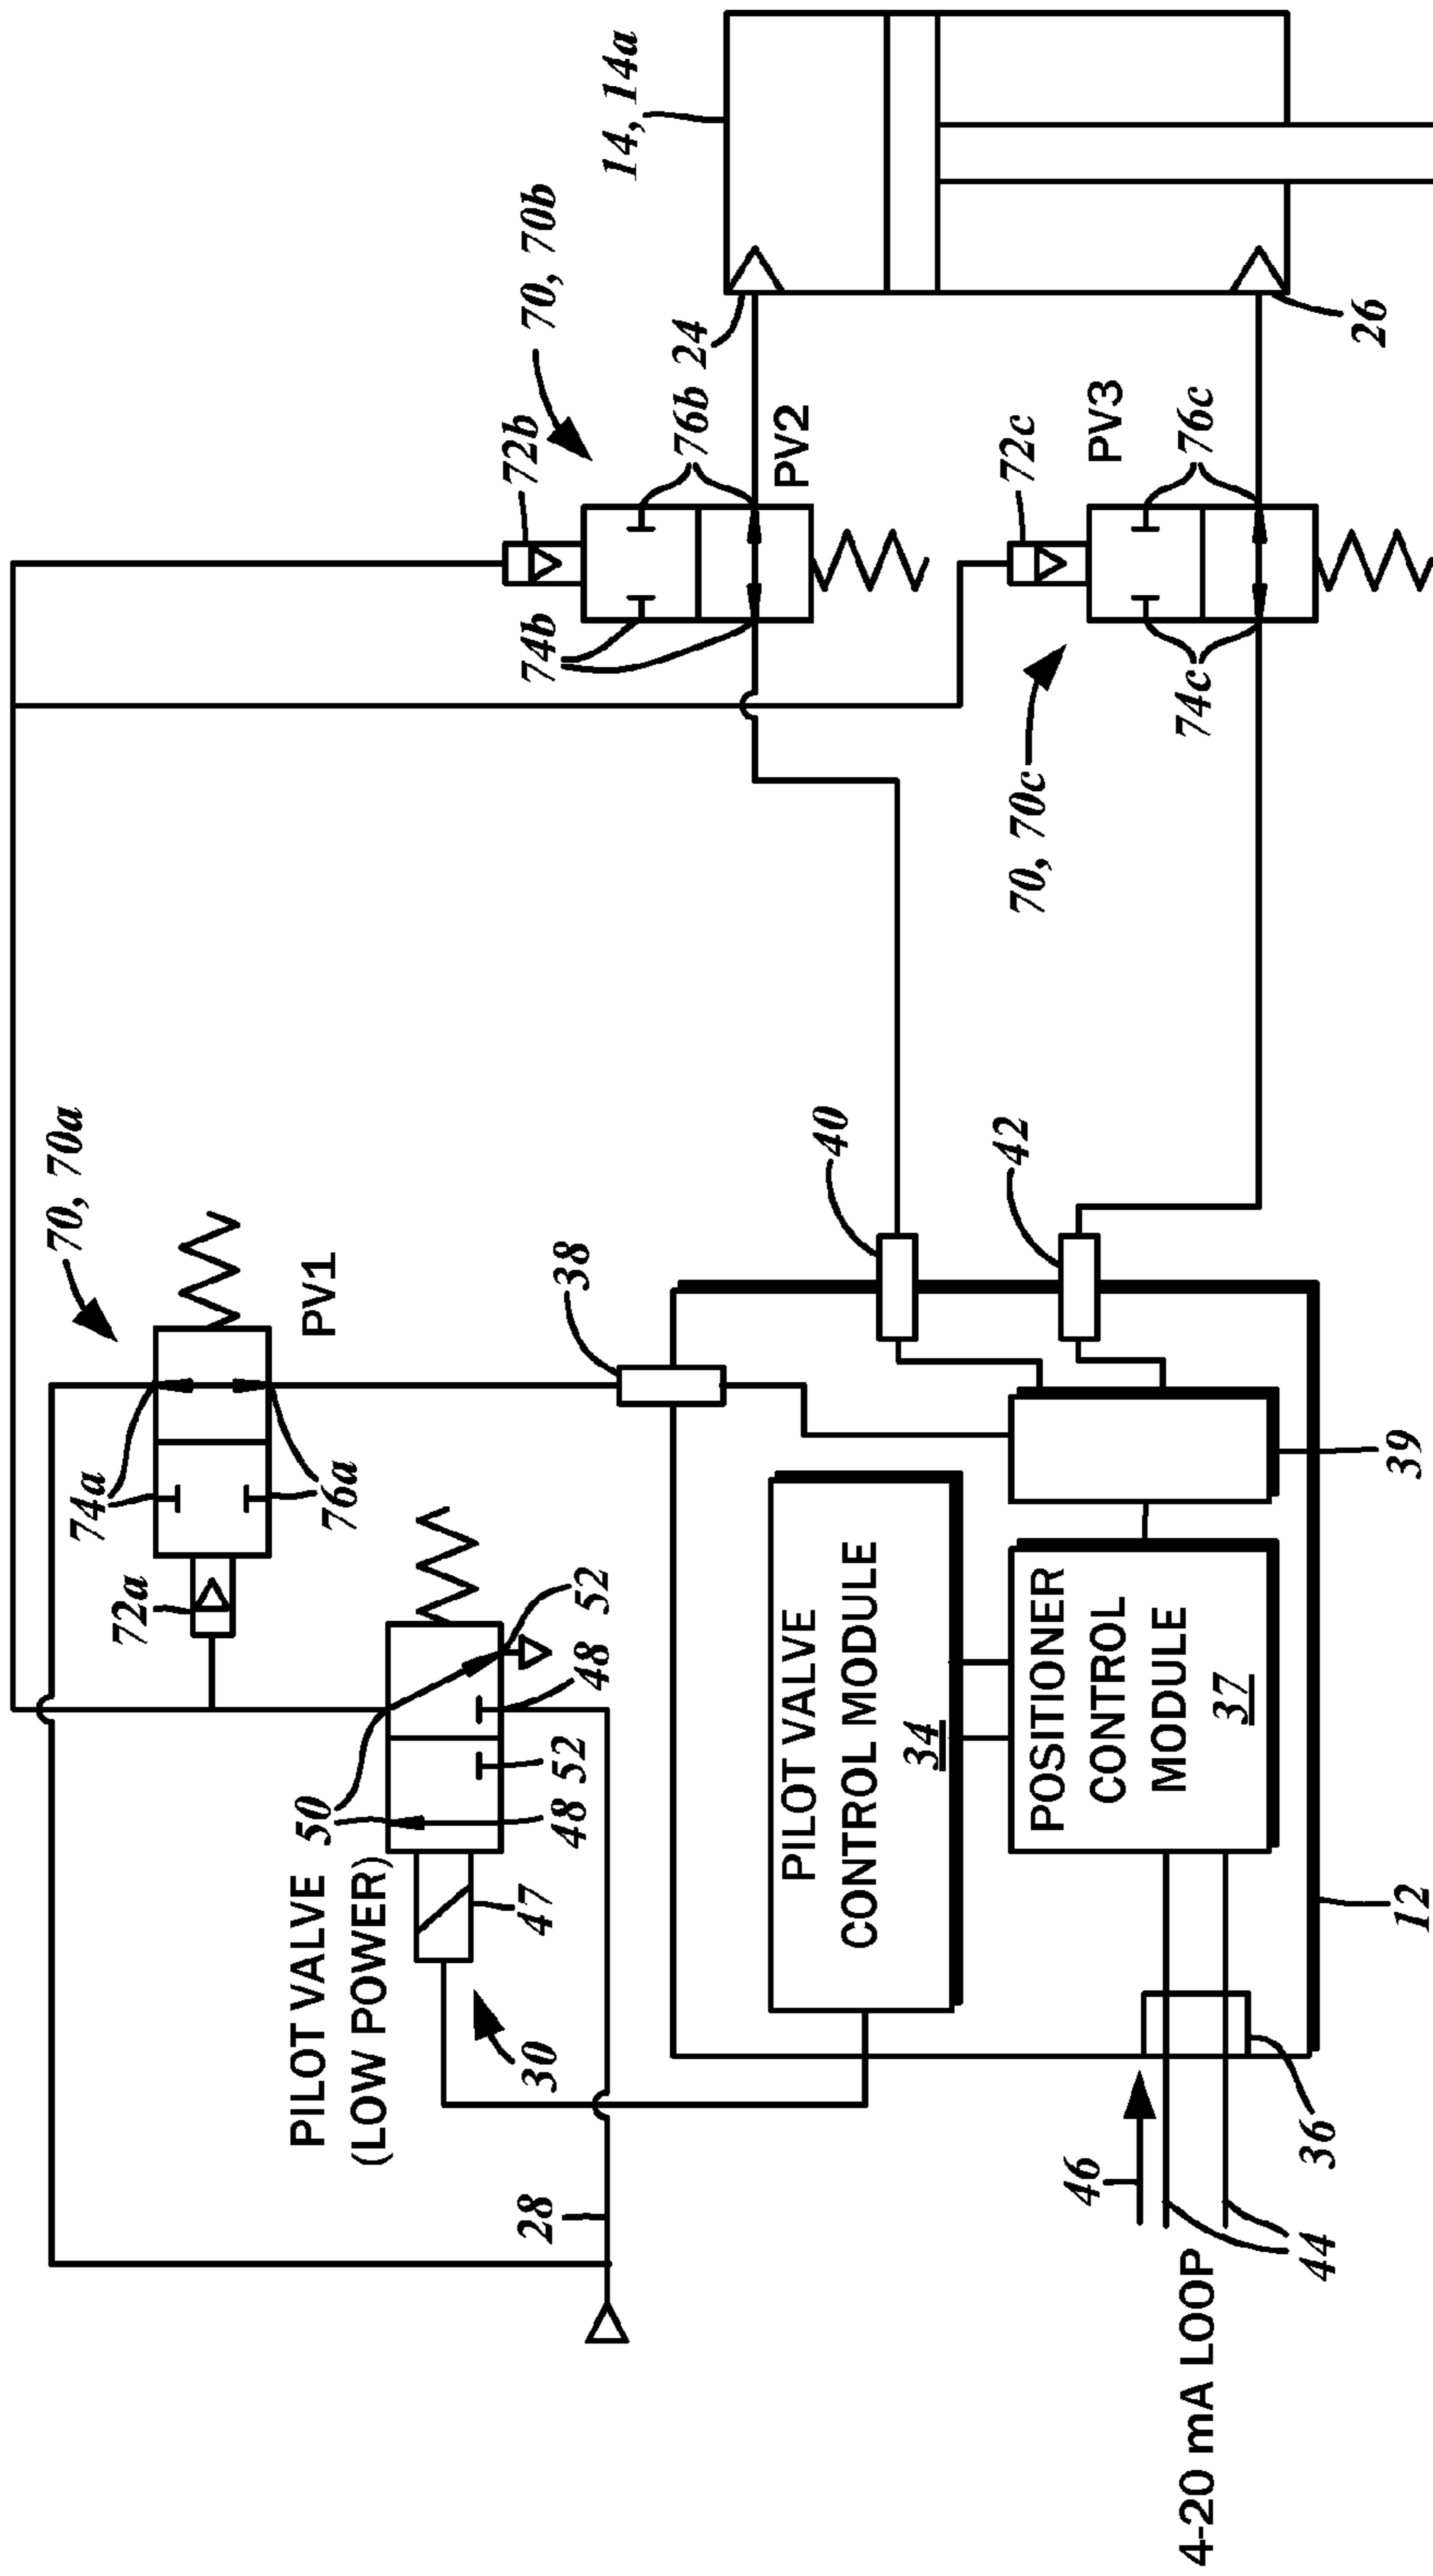 70, 70a
74a
72a
76a
PV1
PILOT VALVE
(LOW POWER)
50
48
52
48
52
47
30
28
38
PILOT VALVE
CONTROL MODULE
34
POSITIONER
CONTROL
MODULE
37
39
40
42
12
36
46
44
4-20 mA LOOP
70, 70b
72b
74b
76b
PV2
24
14, 14a
70, 70c
72c
74c
76c
PV3
26